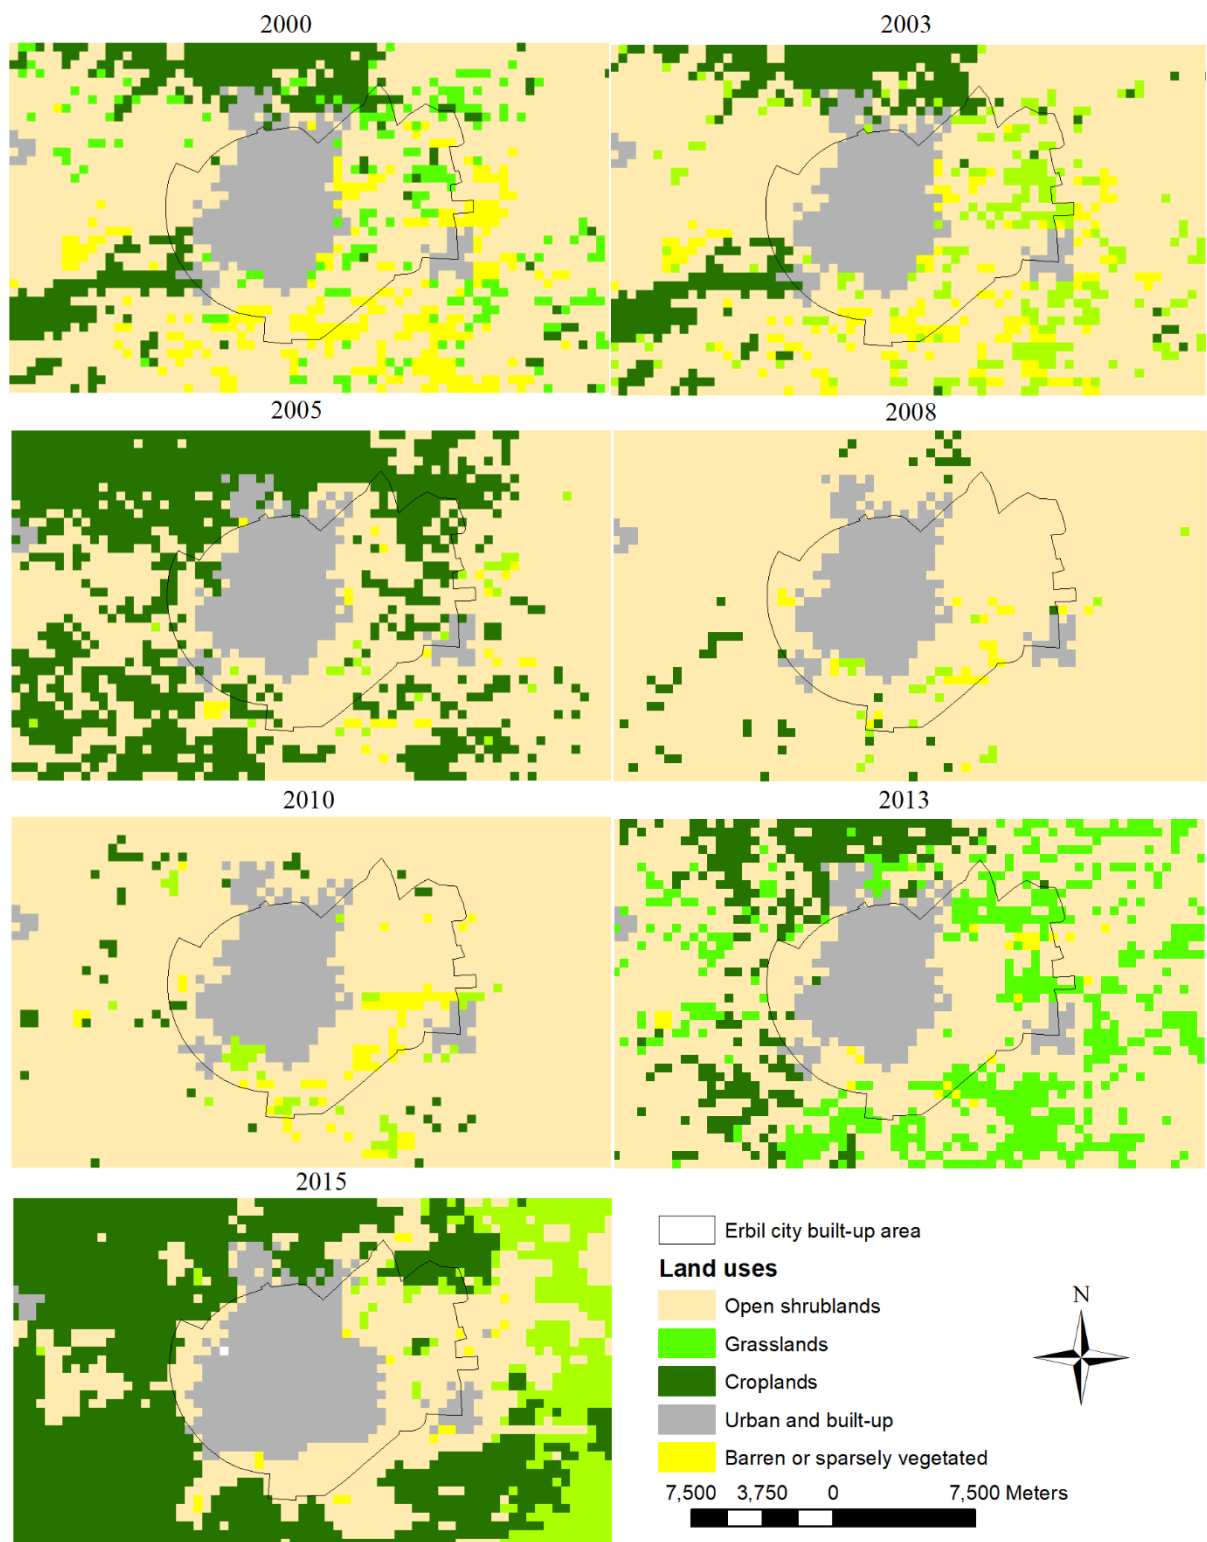 2000
2003
2005
2008
2010
2013
2015
Erbil city built-up area
Land uses
Open shrublands
Grasslands
Croplands
Urban and built-up
Barren or sparsely vegetated
N
7,500 3,750 0 7,500 Meters